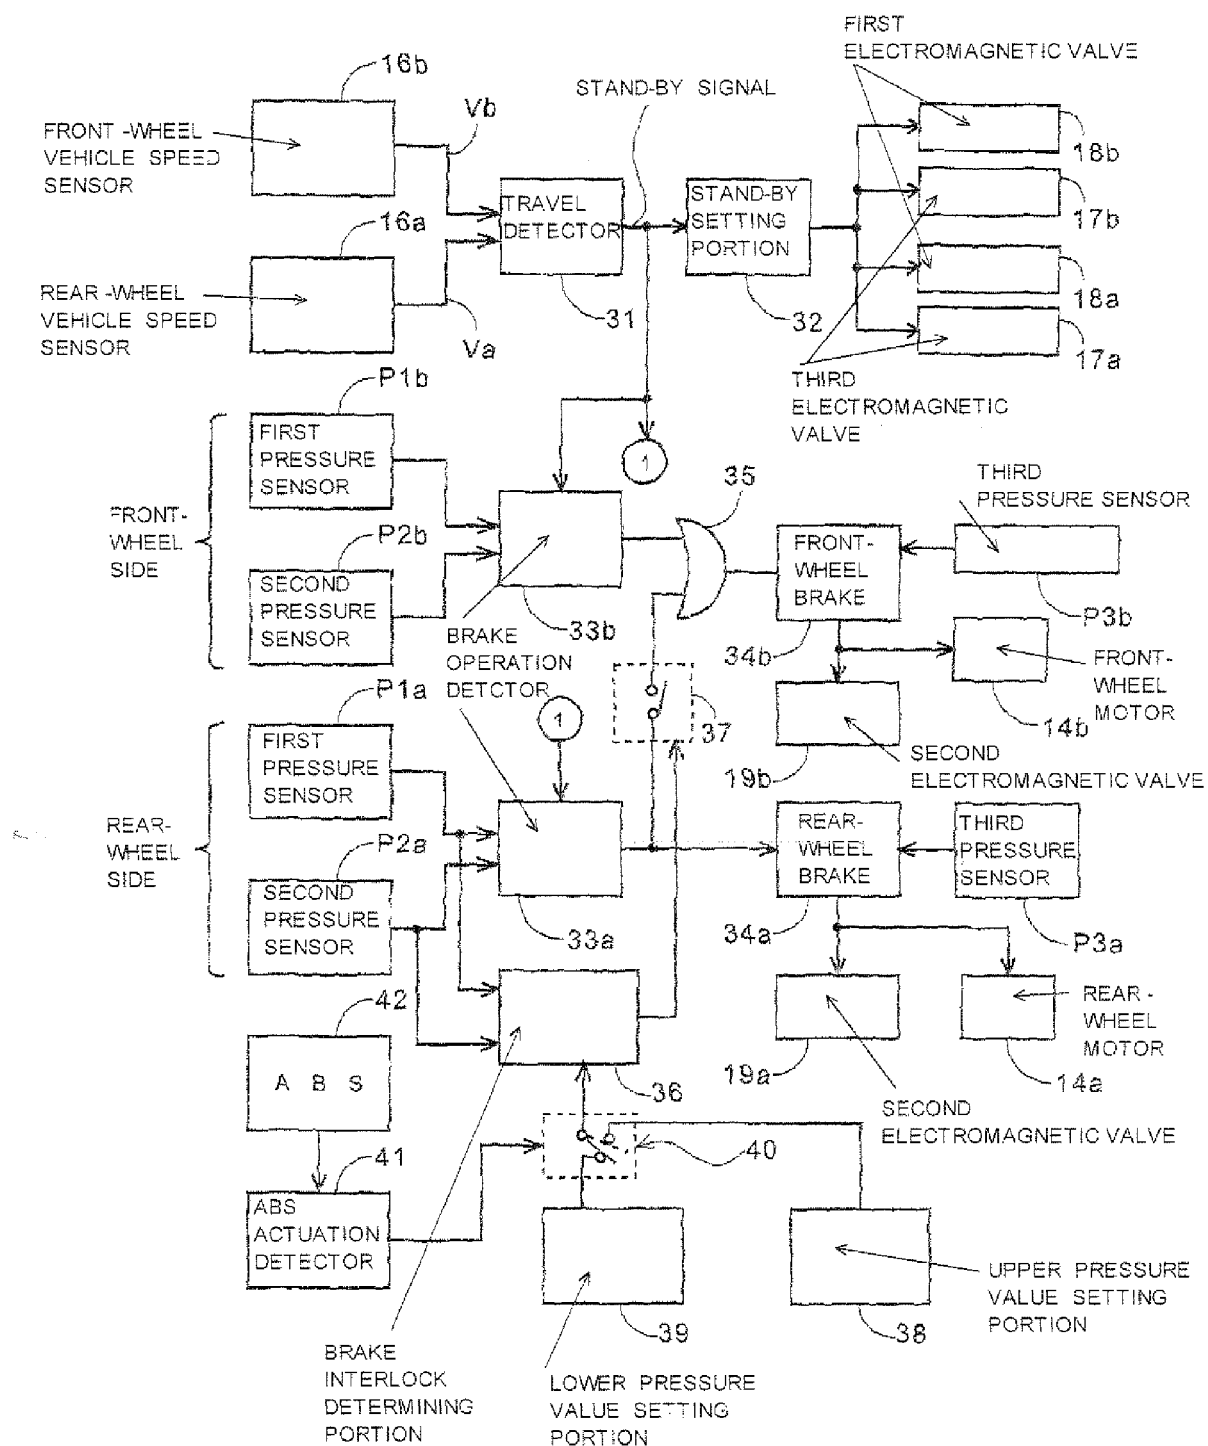 FIRST
ELECTROMAGNETIC VALVE
16b
STAND-BY SIGNAL
Vb
FRONT -WHEEL
VEHICLE SPEED
SENSOR
18b
TRAVEL
DETECTOR
STAND-BY
SETTING
PORTION
17b
16a
REAR -WHEEL
VEHICLE SPEED
SENSOR
31
32
18a
Va
17a
THIRD
ELECTROMAGNETIC
VALVE
P1b
FIRST
PRESSURE
SENSOR
1
35
THIRD
PRESSURE SENSOR
FRONT-
WHEEL
SIDE
P2b
FRONT-
WHEEL
BRAKE
SECOND
PRESSURE
SENSOR
33b
P3b
BRAKE
OPERATION
DETCTOR
34b
FRONT-
WHEEL
MOTOR
P1a
37
14b
FIRST
PRESSURE
SENSOR
1
19b
SECOND
ELECTROMAGNETIC VALVE
REAR-
WHEEL
SIDE
P2a
REAR-
WHEEL
BRAKE
THIRD
PRESSURE
SENSOR
SECOND
PRESSURE
SENSOR
33a
34a
P3a
42
REAR -
WHEEL
MOTOR
A B S
36
19a
14a
SECOND
ELECTROMAGNETIC VALVE
41
40
ABS
ACTUATION
DETECTOR
UPPER PRESSURE
VALUE SETTING
PORTION
39
38
BRAKE
INTERLOCK
DETERMINING
PORTION
LOWER PRESSURE
VALUE SETTING
PORTION